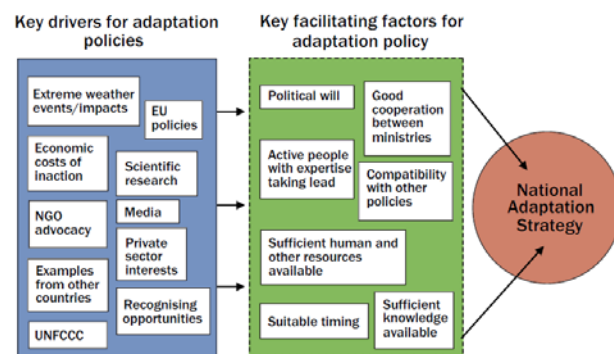 Key drivers for adaptation
policies
Key facilitating factors for
adaptation policy
Extreme weather
events/impacts
EU
policies
Economic
costs of
inaction
Scientific
research
NGO
advocacy
Media
Private
sector
interests
Examples
from other
countries
Recognising
opportunities
UNFCCC
Political will
Good
cooperation
between
ministries
Active people
with expertise
taking lead
Compatibility
with other
policies
Sufficient human and
other resources
available
Suitable timing
Sufficient
knowledge
available
National
Adaptation
Strategy